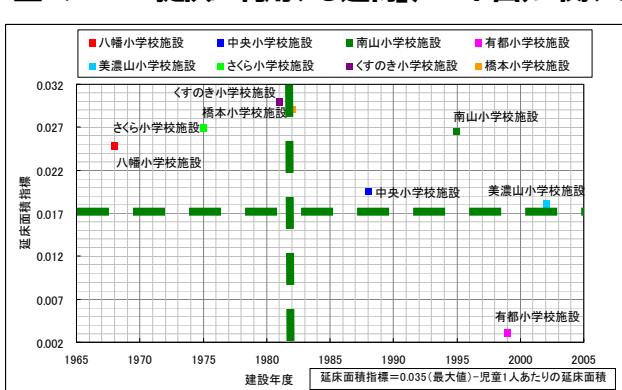 八幡小学校施設 中央小学校施設 南山小学校施設 有都小学校施設
美濃山小学校施設 さくら小学校施設 くすのき小学校施設 橋本小学校施設
延床面積指標
0.032
0.027
0.022
0.017
0.012
0.007
0.002
くすのき小学校施設
橋本小学校施設
さくら小学校施設
八幡小学校施設
南山小学校施設
中央小学校施設
美濃山小学校施設
有都小学校施設
1965 1970 1975 1980 1985 1990 1995 2000 2005
建設年度
延床面積指標=0.035(最大値)-児童1人あたりの延床面積